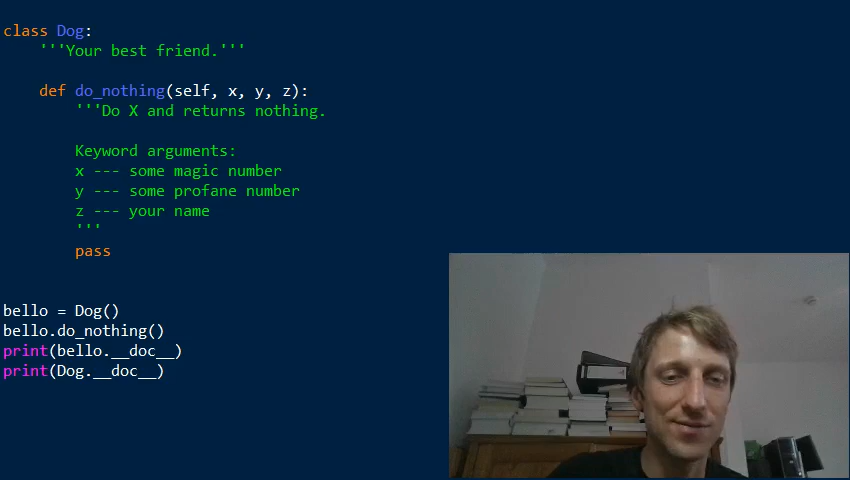 class Dog:
    '''Your best friend.'''
    def do_nothing(self, x, y, z):
        '''Do X and returns nothing.
        Keyword arguments:
        x --- some magic number
        y --- some profane number
        z --- your name
        '''
        pass
bello = Dog()
bello.do_nothing()
print(bello.__doc__)
print(Dog.__doc__)